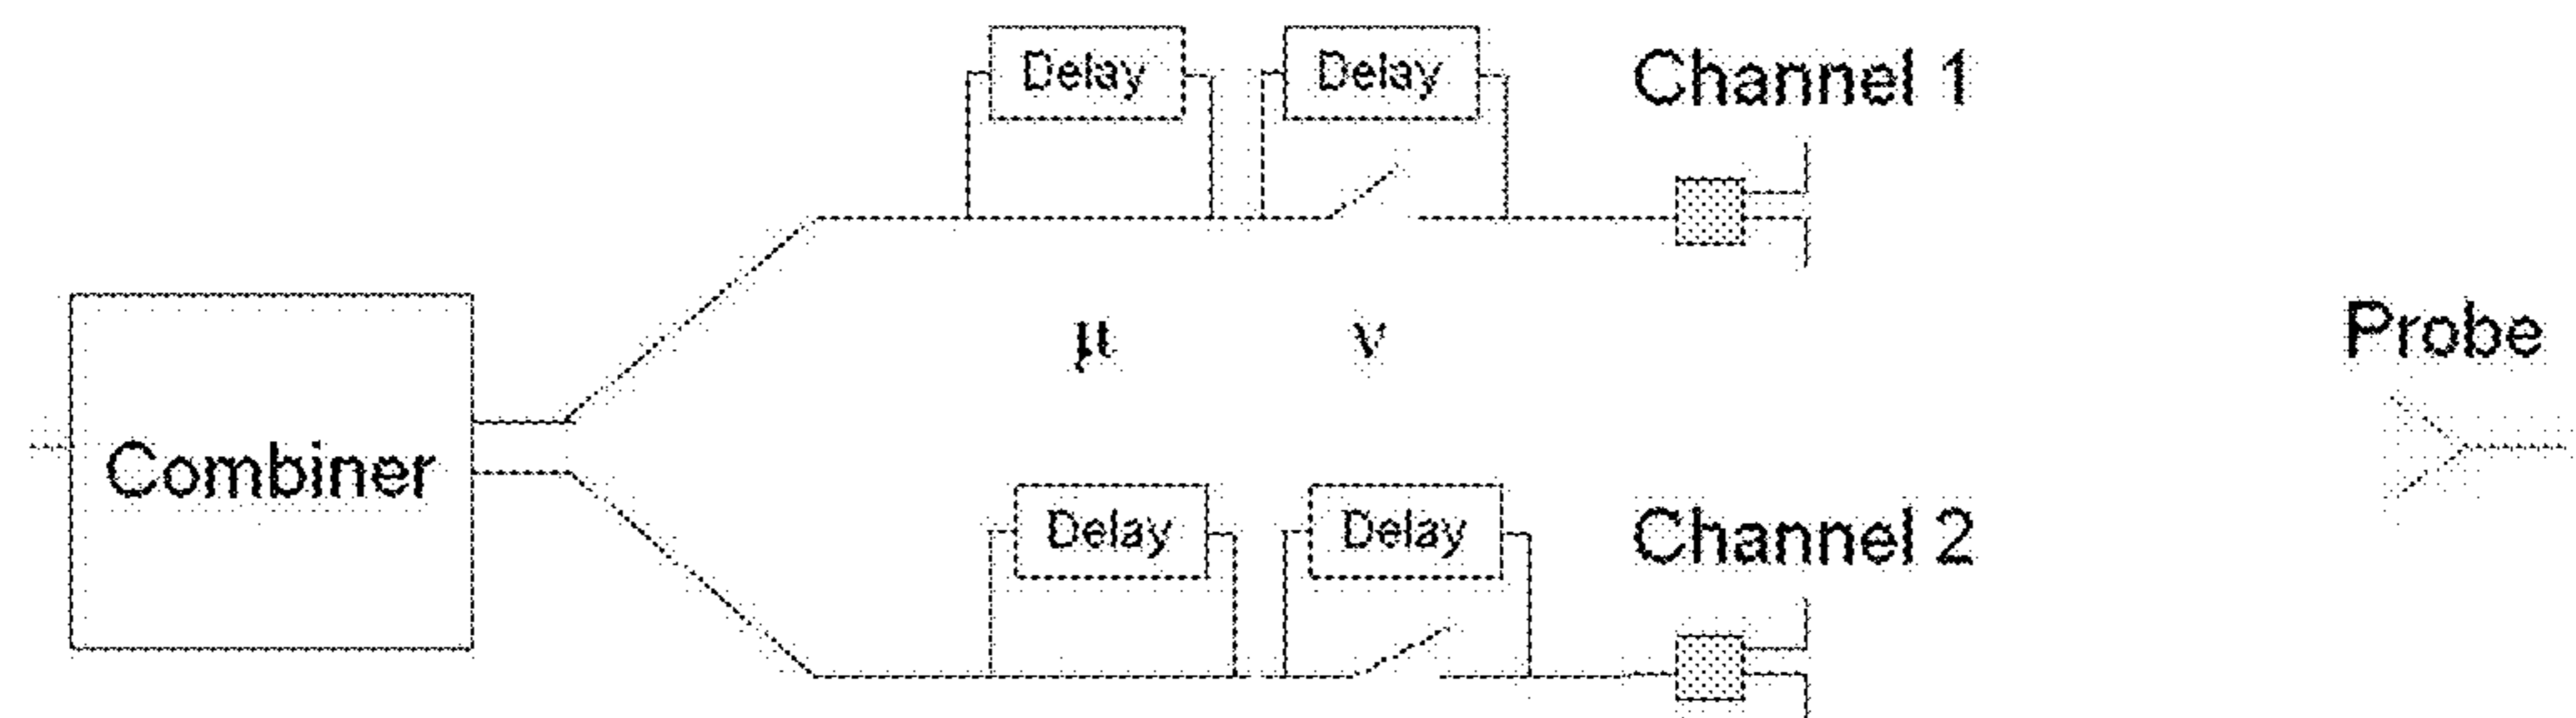 Delay Delay Channel 1
μ ν Probe
Combiner
Delay Delay Channel 2